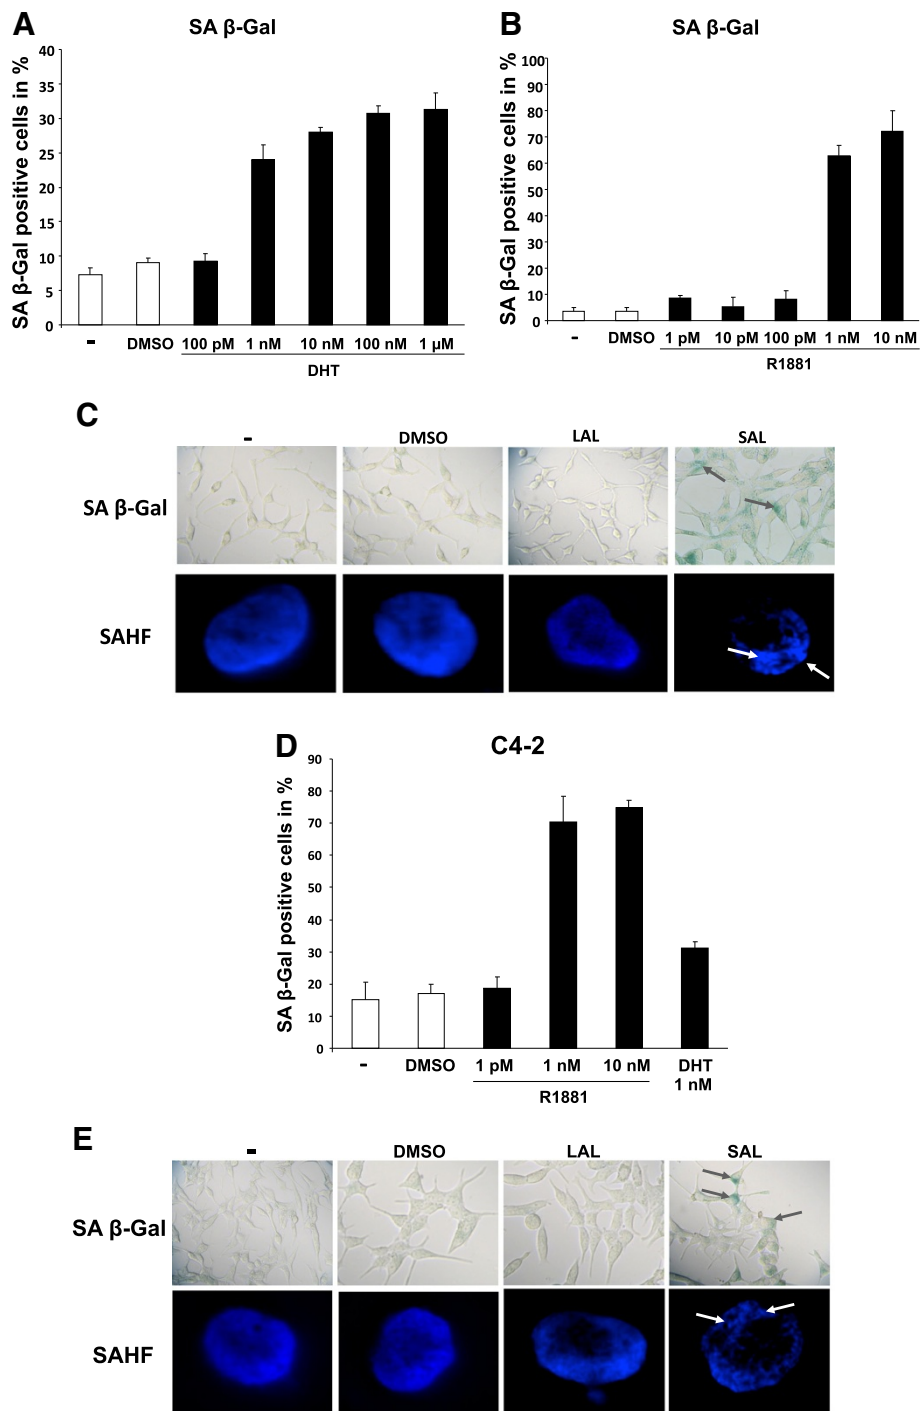 A
SA β-Gal
SA β-Gal positive cells in %
40
35
30
25
20
15
10
5
0
-
DMSO
100 pM
1 nM
10 nM
100 nM
1 µM
DHT
B
SA β-Gal
SA β-Gal positive cells in %
100
90
80
70
60
50
40
30
20
10
0
-
DMSO
1 pM
10 pM
100 pM
1 nM
10 nM
R1881
C
-
DMSO
LAL
SAL
SA β-Gal
SAHF
D
C4-2
SA β-Gal positive cells in %
90
80
70
60
50
40
30
20
10
0
-
DMSO
1 pM
1 nM
10 nM
DHT
1 nM
R1881
E
-
DMSO
LAL
SAL
SA β-Gal
SAHF